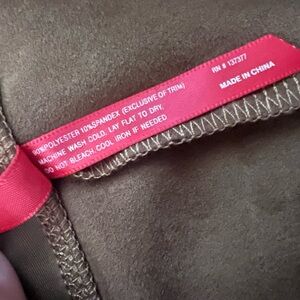 90%POLYESTER 10%SPANDEX (EXCLUSIVE OF TRIM)
MACHINE WASH COLD. LAY FLAT TO DRY,
DO NOT BLEACH COOL IRON IF NEEDED
RN # 137377
MADE IN CHINA